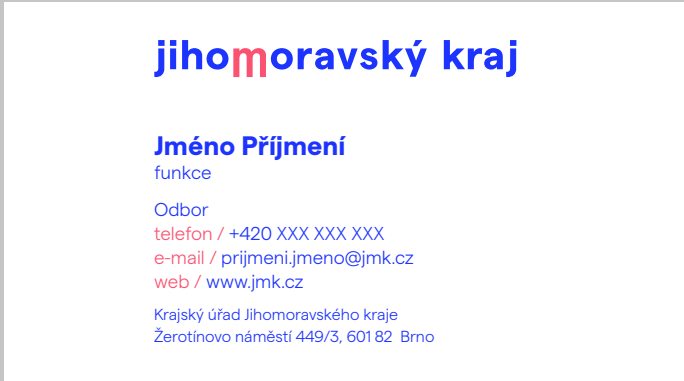 jihomoravský kraj
Jméno Příjmení
funkce
Odbor
telefon / +420 XXX XXX XXX
e-mail / prijmeni.jmeno@jmk.cz
web / www.jmk.cz
Krajský úřad Jihomoravského kraje
Žerotínovo náměstí 449/3, 601 82  Brno